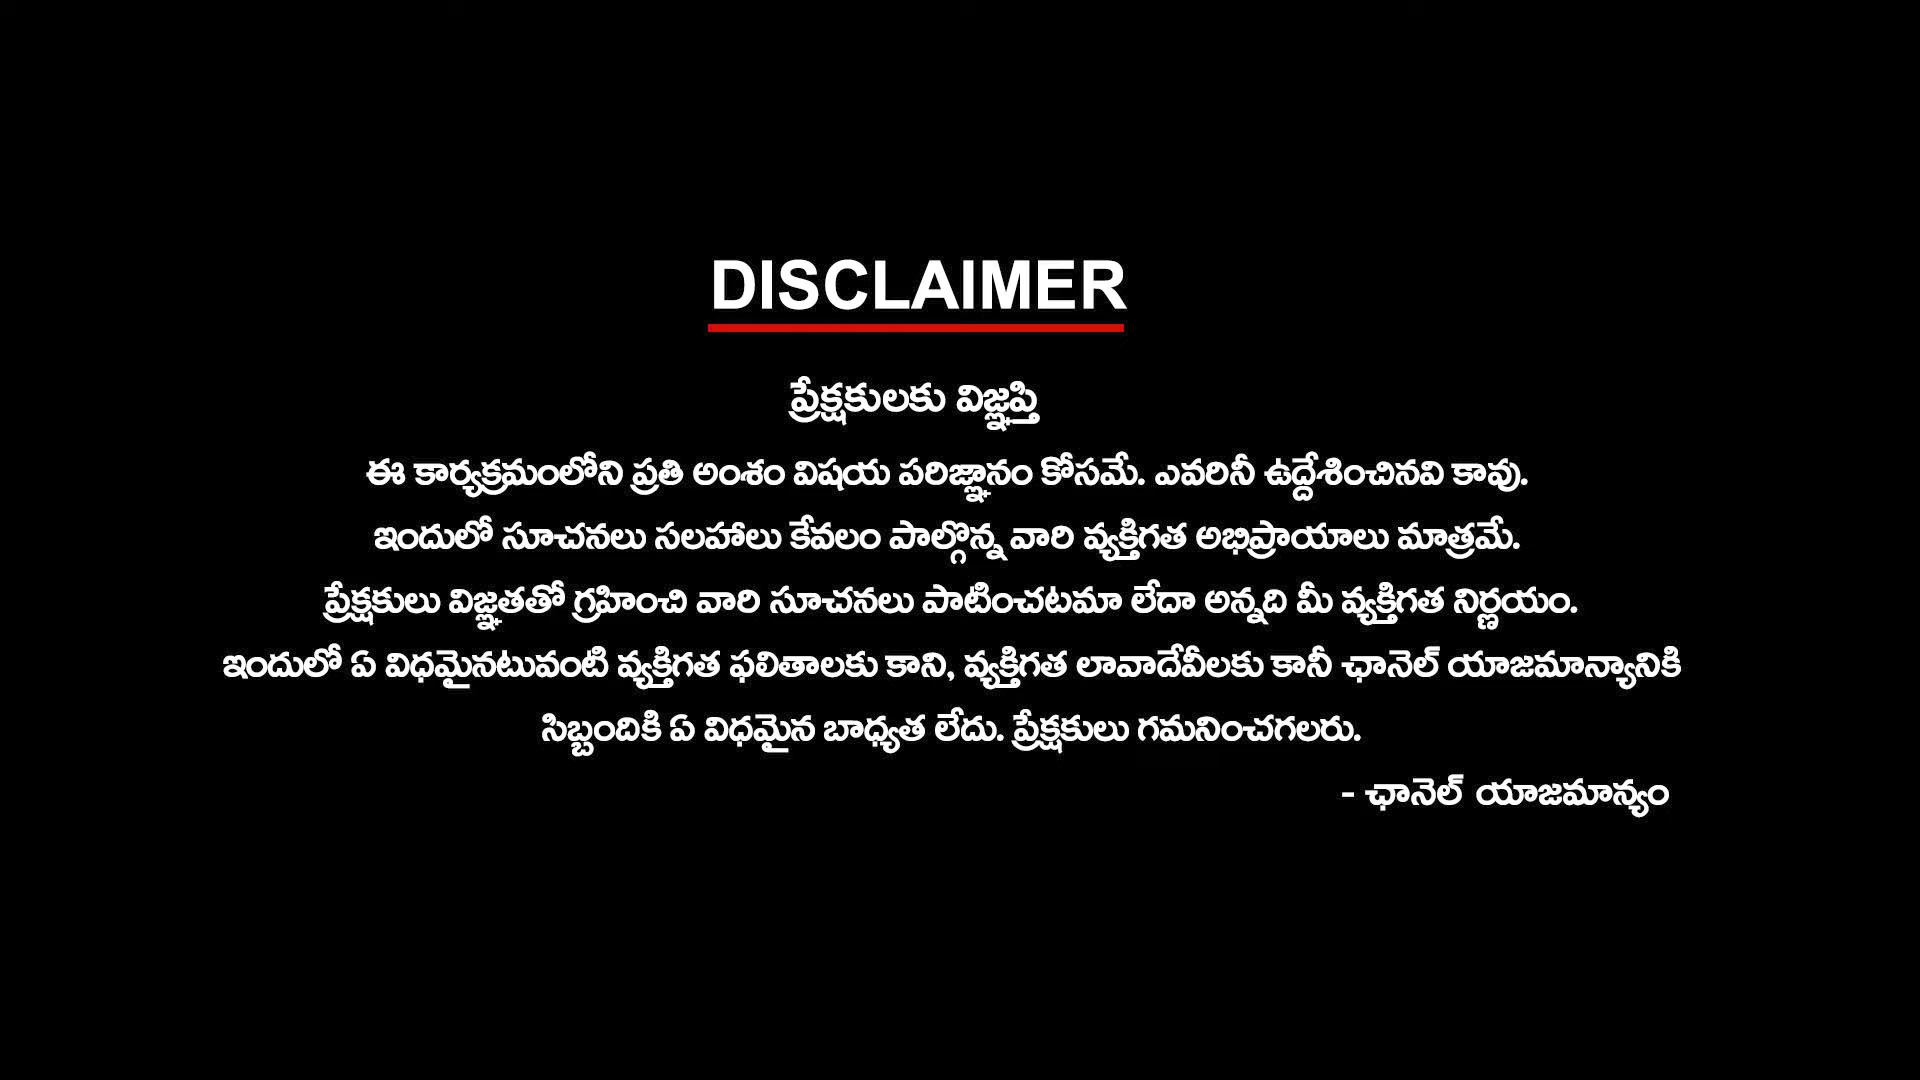 DISCLAIMER
ప్రేక్షకులకు విజ్ఞప్తి
ఈ కార్యక్రమంలోని ప్రతి అంశం విషయ పరిజ్ఞానం కోసమే. ఎవరినీ ఉద్దేశించినవి కావు.
ఇందులో సూచనలు సలహాలు కేవలం పాల్గొన్న వారి వ్యక్తిగత అభిప్రాయాలు మాత్రమే.
ప్రేక్షకులు విజ్ఞతతో గ్రహించి వారి సూచనలు పాటించటమా లేదా అన్నది మీ వ్యక్తిగత నిర్ణయం.
ఇందులో ఏ విధమైనటువంటి వ్యక్తిగత ఫలితాలకు కాని, వ్యక్తిగత లావాదేవీలకు కానీ ఛానెల్ యాజమాన్యానికి
సిబ్బందికి ఏ విధమైన బాధ్యత లేదు. ప్రేక్షకులు గమనించగలరు.
- ఛానెల్ యాజమాన్యం